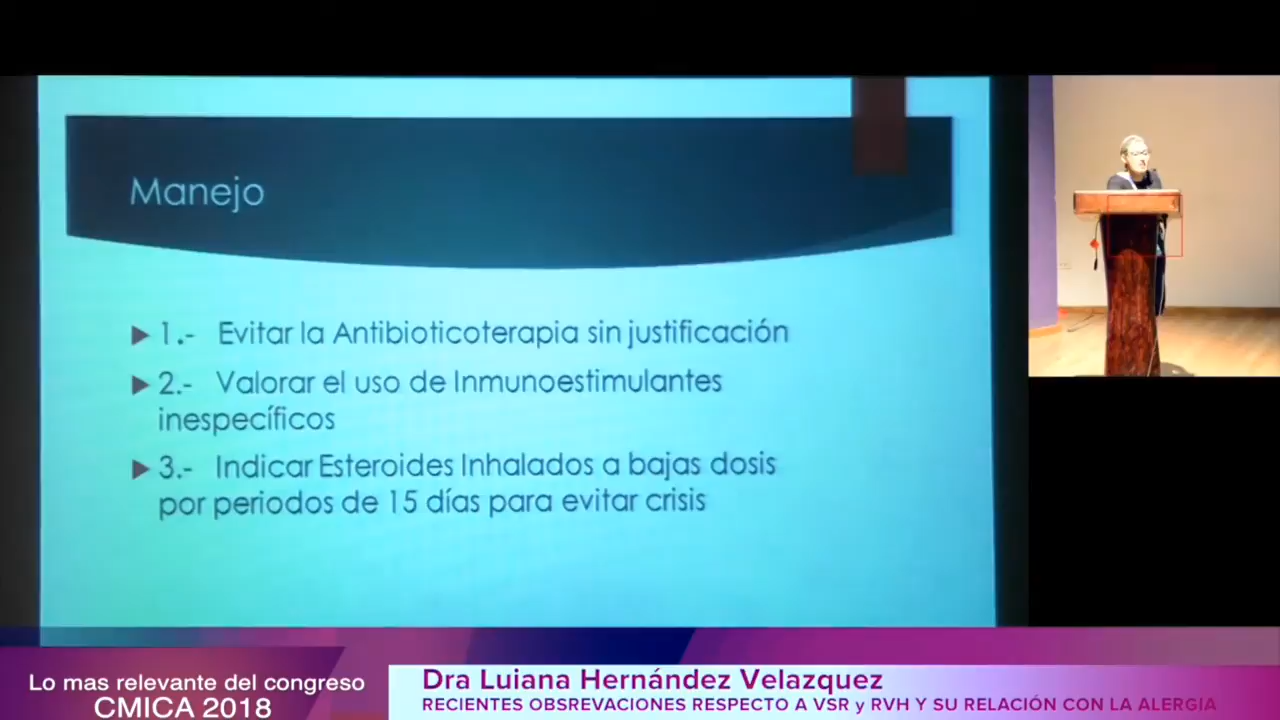 Manejo
1.- Evitar la Antibioticoterapia sin justificación
2.- Valorar el uso de Inmunoestimulantes
inespecíficos
3.- Indicar Esteroides Inhalados a bajas dosis
por periodos de 15 días para evitar crisis
Lo mas relevante del congreso
CMICA 2018
Dra Luiana Hernández Velazquez
RECIENTES OBSREVACIONES RESPECTO A VSR y RVH Y SU RELACIÓN CON LA ALERGIA